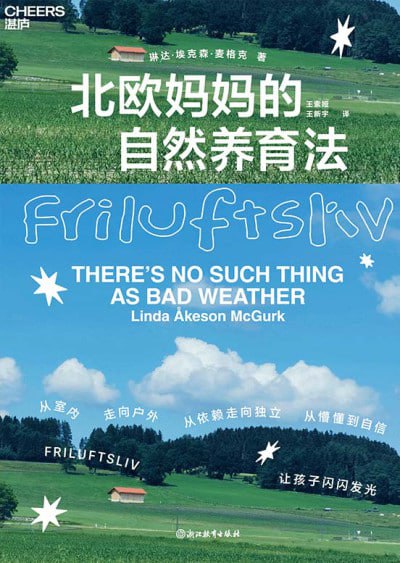 CHEERS
湛庐
琳达·埃克森·麦格克 著
北欧妈妈的
王素娅
王新宇 译
自然养育法
Friluftsliv
THERE'S NO SUCH THING
AS BAD WEATHER
Linda Åkeson McGurk
从室内 走向户外 从依赖走向独立 从懵懂到自信
FRILUFTSLIV
让孩子闪闪发光
浙江教育出版社